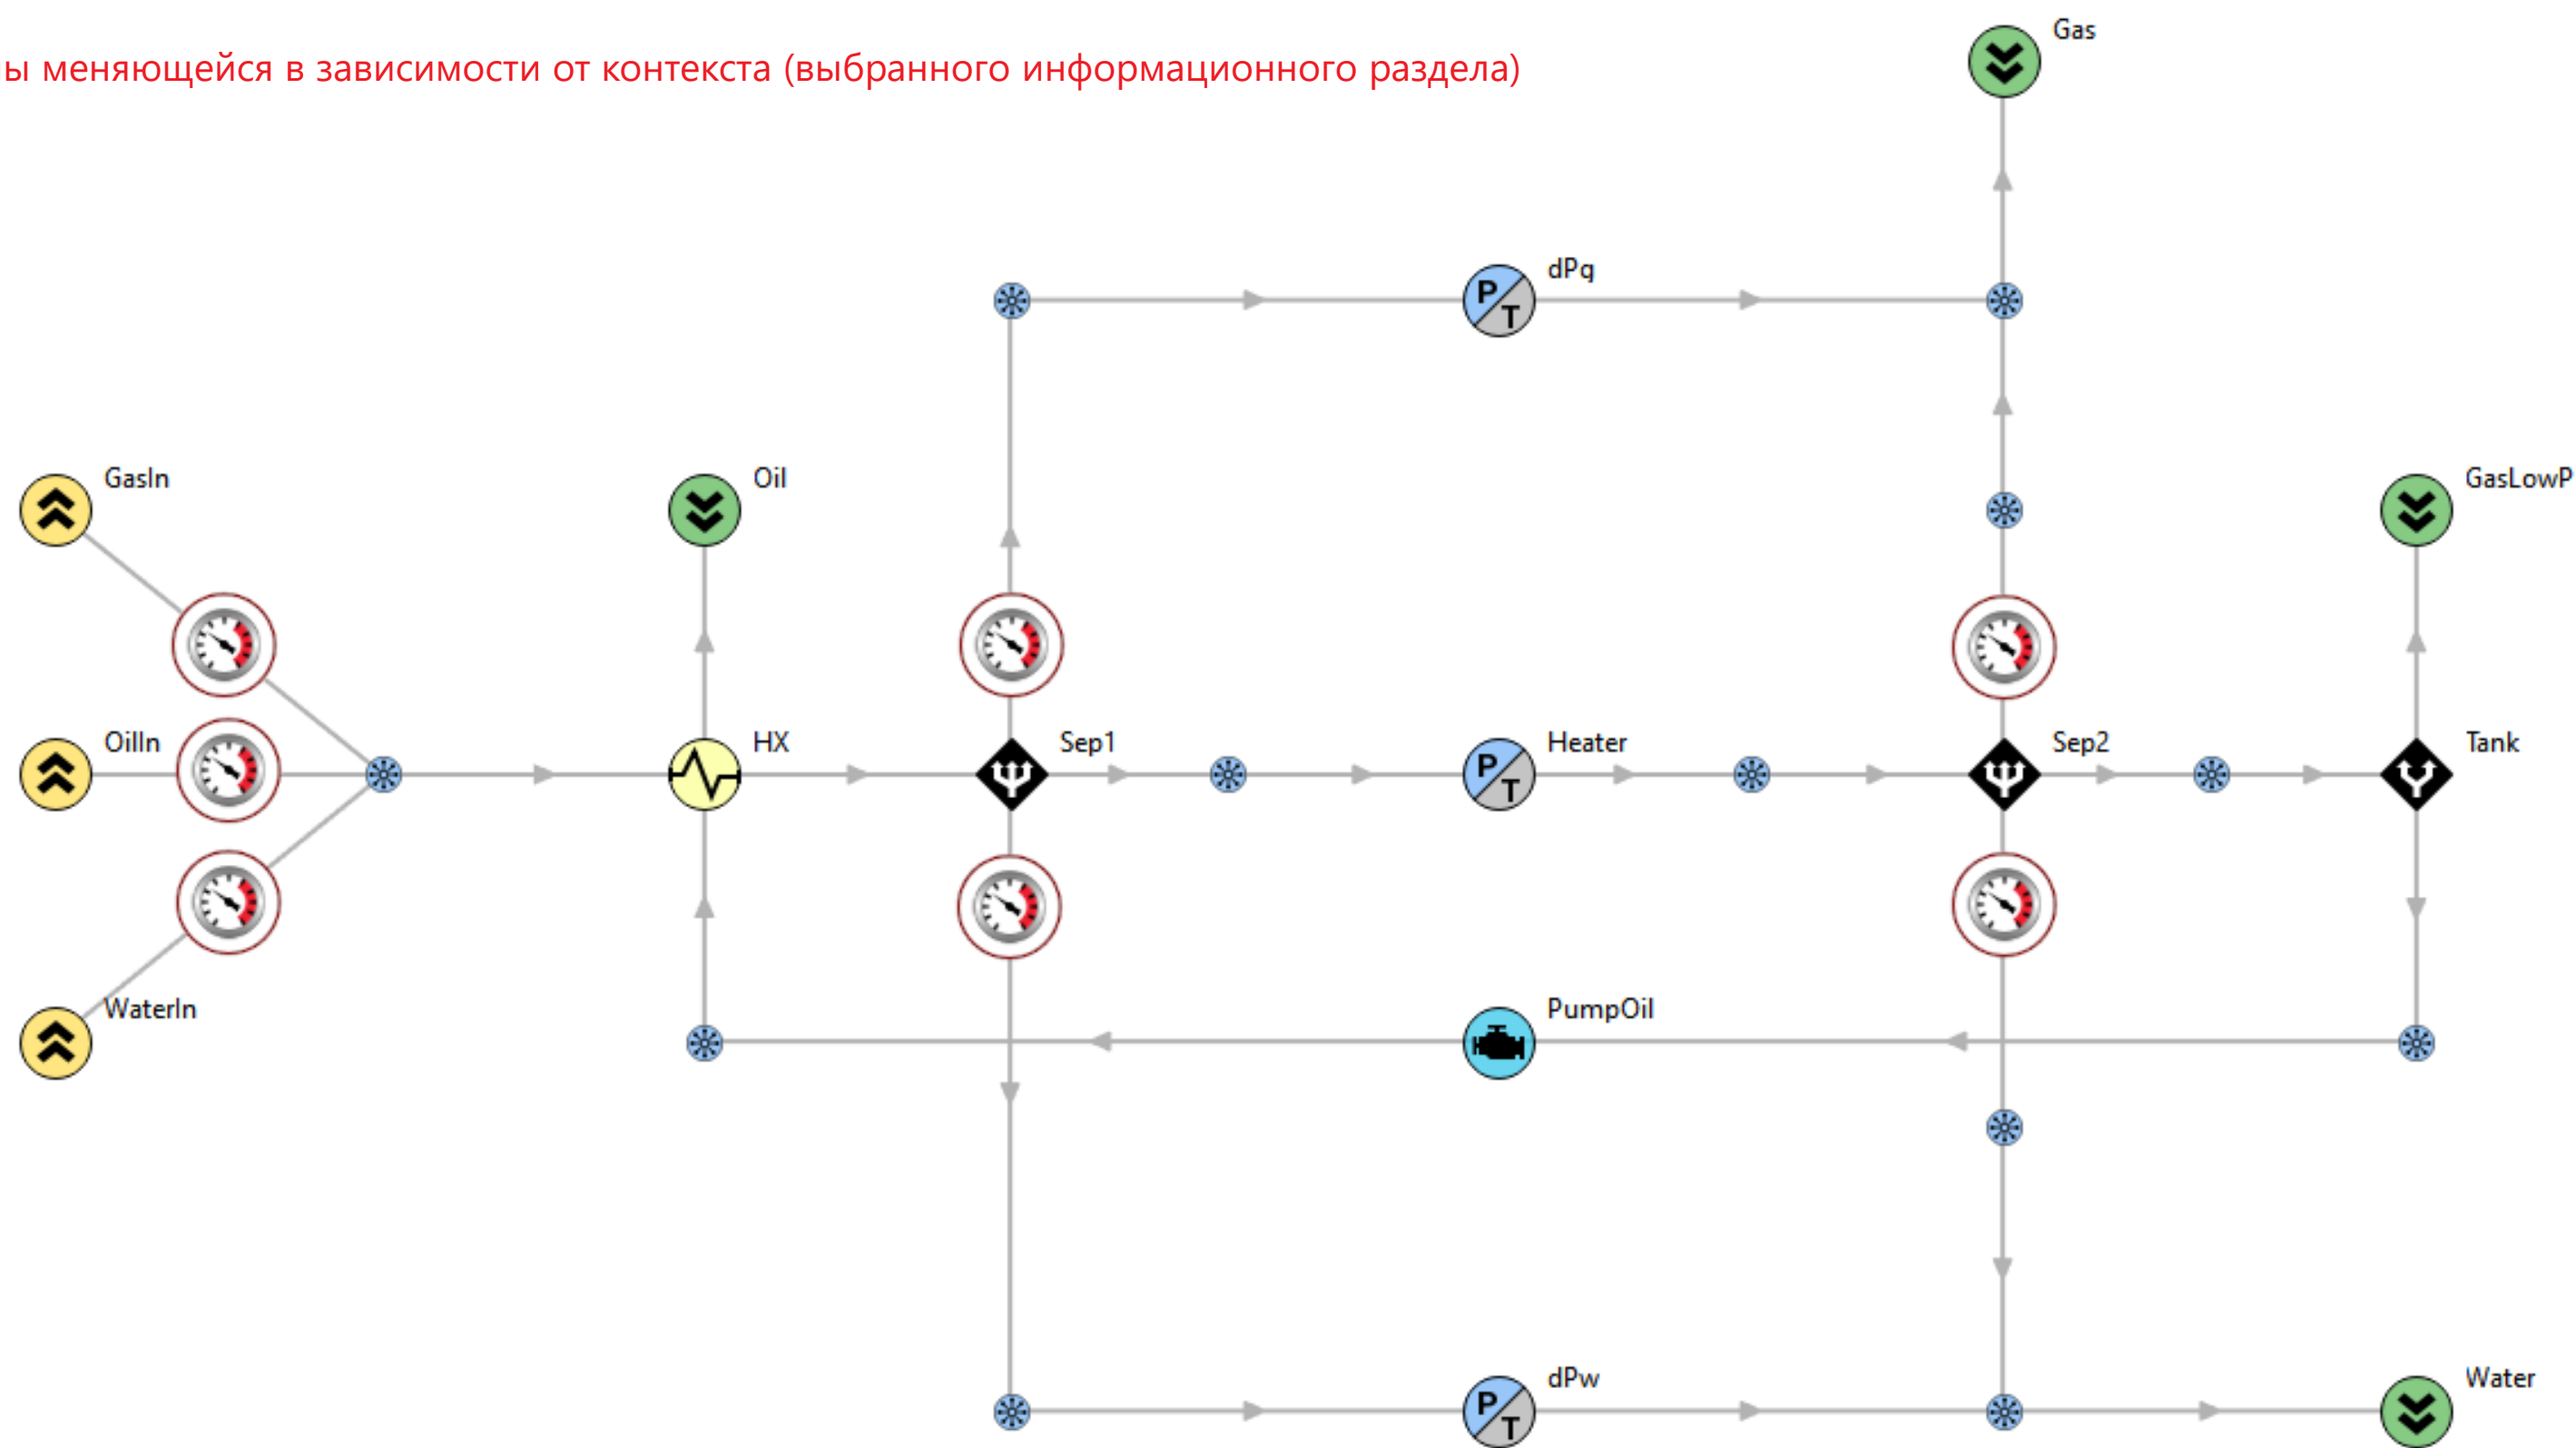 Gas
ы меняющейся в зависимости от контекста (выбранного информационного раздела)
dPq
P
T
GasIn
Oil
GasLowP
OilIn
HX
Sep1
Heater
P
T
Sep2
Tank
WaterIn
PumpOil
dPw
P
T
Water